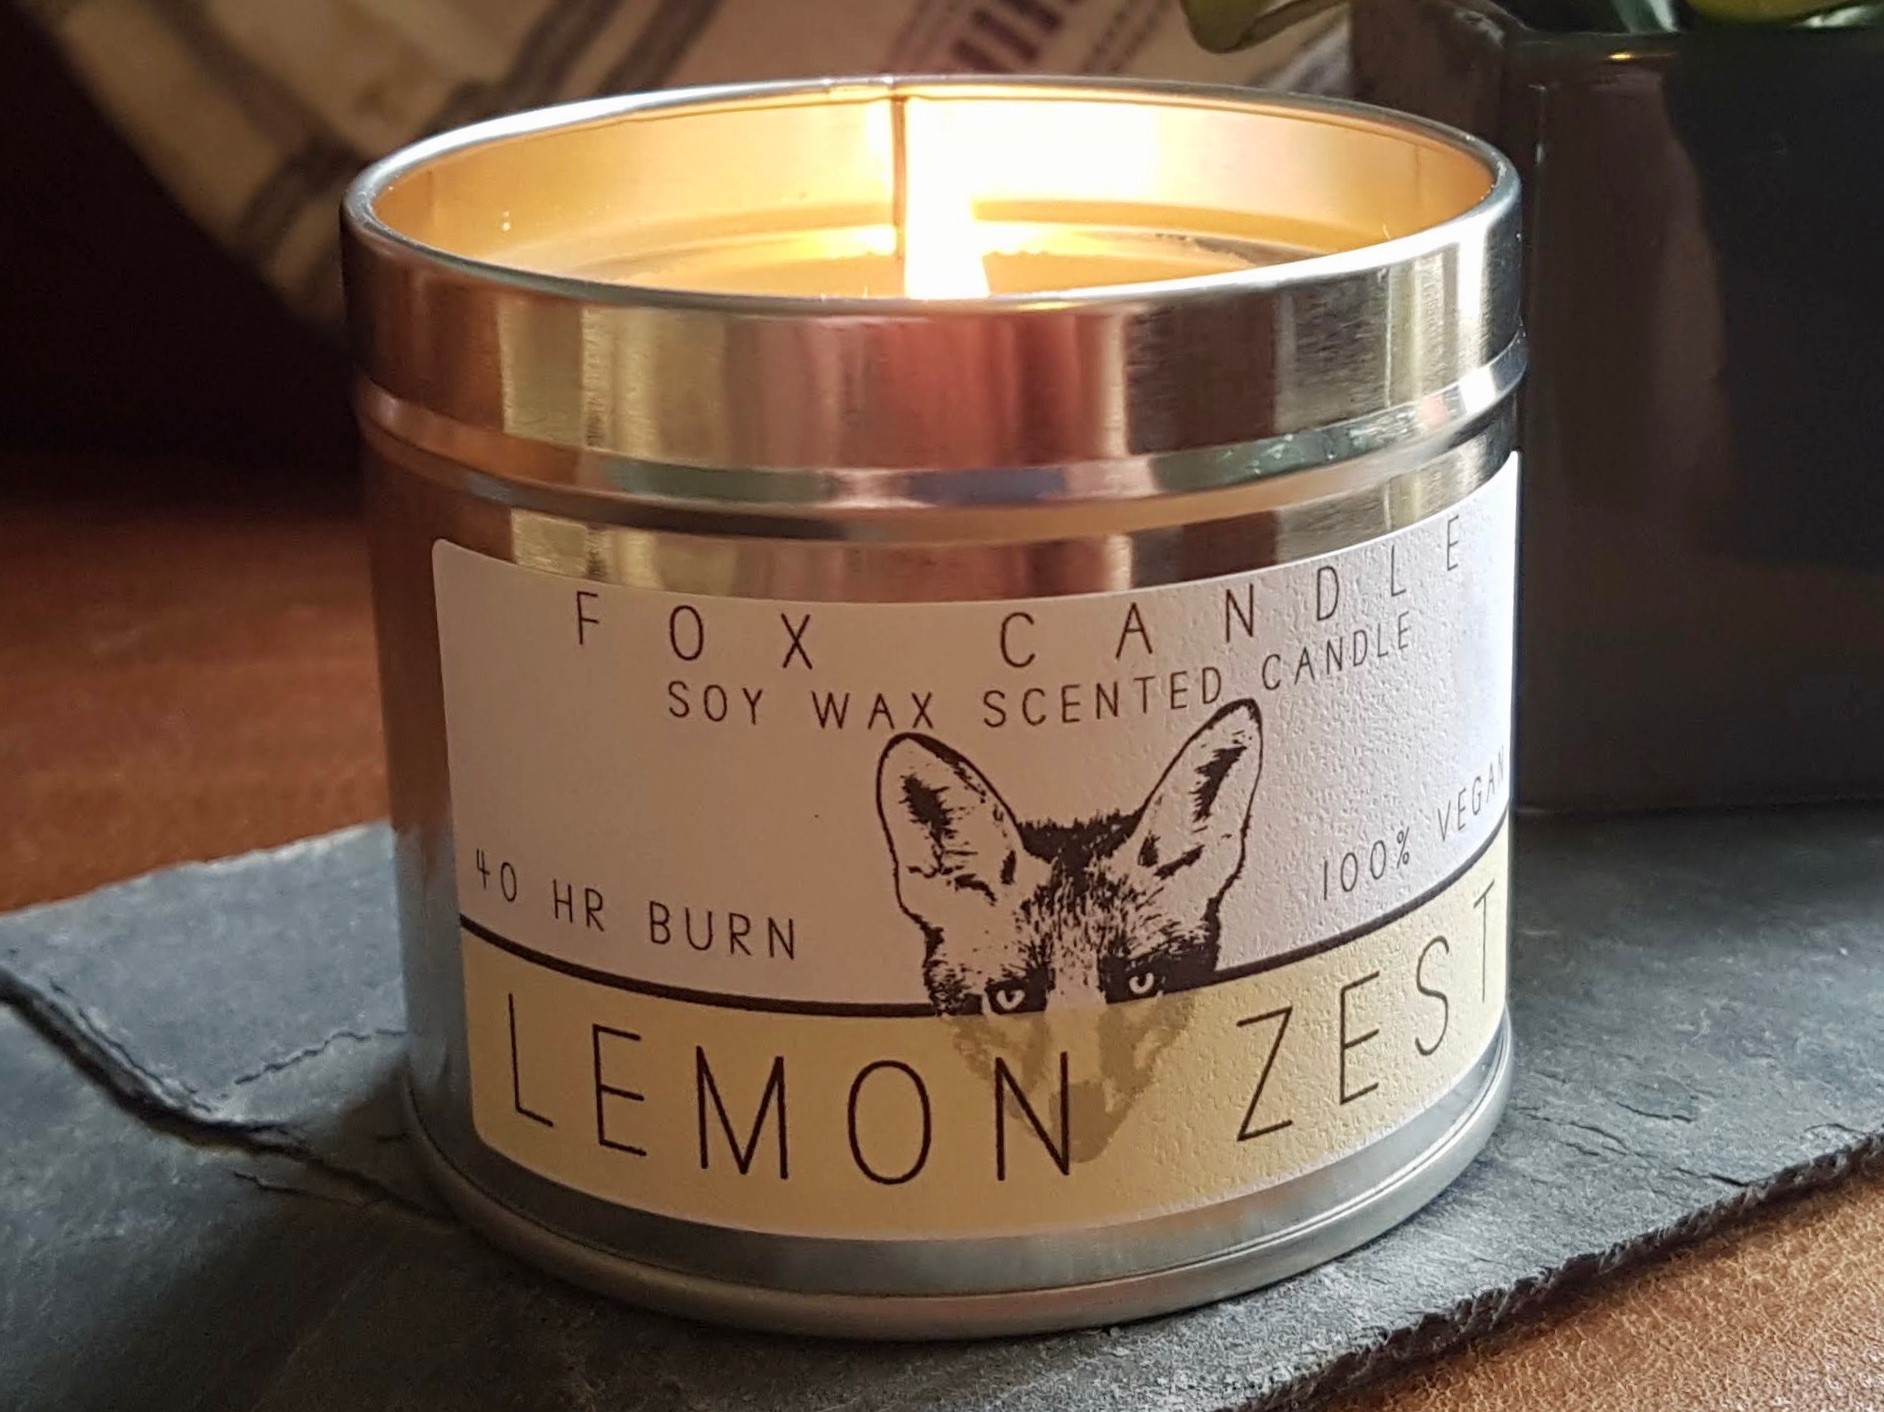 FOX CANDLE
SOY WAX SCENTED CANDLE
40 HR BURN
100% VEGAN
LEMON ZEST